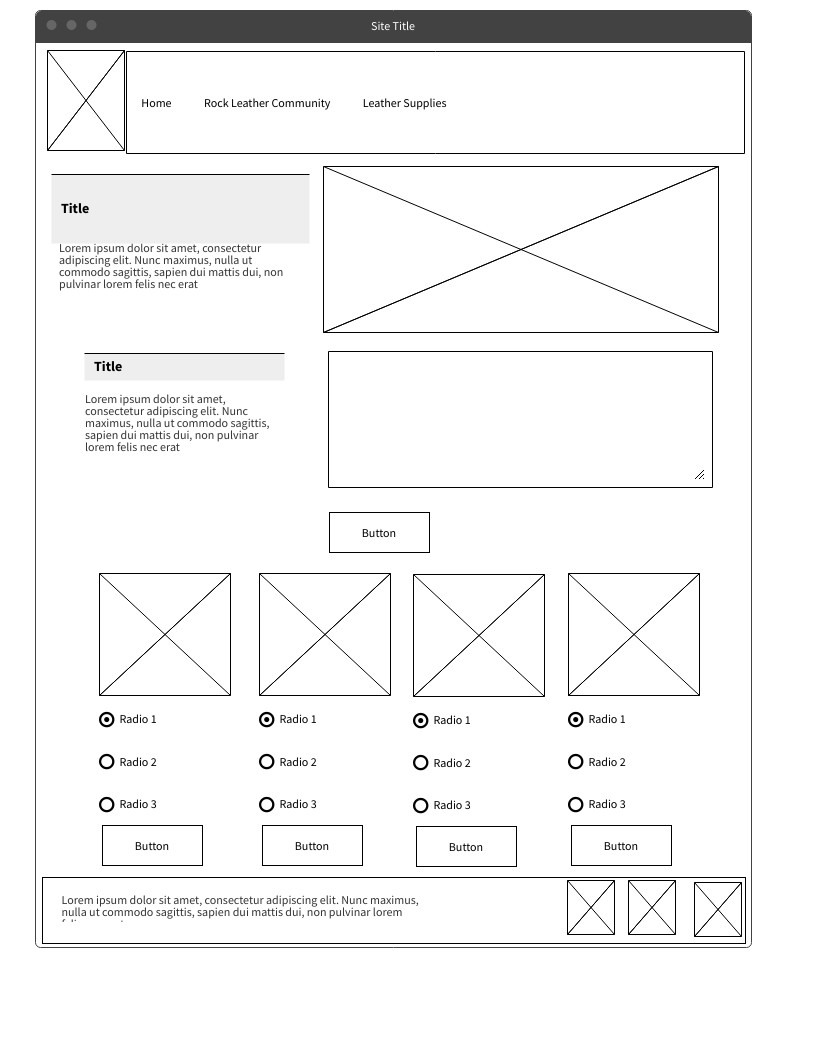 Site Title
Home Rock Leather Community Leather Supplies
Title
Lorem ipsum dolor sit amet, consectetur
adipiscing elit. Nunc maximus, nulla ut
commodo sagittis, sapien dui mattis dui, non
pulvinar lorem felis nec erat
Title
Lorem ipsum dolor sit amet,
consectetur adipiscing elit. Nunc
maximus, nulla ut commodo sagittis,
sapien dui mattis dui, non pulvinar
lorem felis nec erat
Button
Radio 1 Radio 1 Radio 1 Radio 1
Radio 2 Radio 2 Radio 2 Radio 2
Radio 3 Radio 3 Radio 3 Radio 3
Button Button Button Button
Lorem ipsum dolor sit amet, consectetur adipiscing elit. Nunc maximus,
nulla ut commodo sagittis, sapien dui mattis dui, non pulvinar lorem